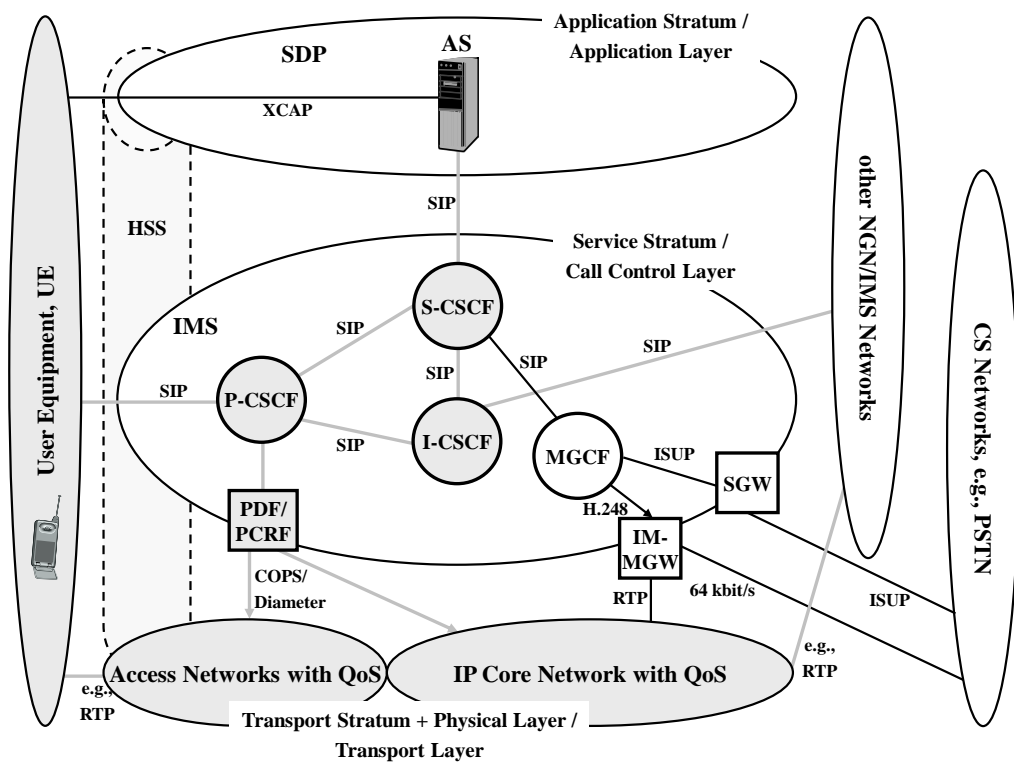 Application Stratum /
Application Layer
SDP
AS
XCAP
SIP
HSS
Service Stratum /
Call Control Layer
IMS
S-CSCF
SIP
SIP
SIP
SIP
SIP
P-CSCF
SIP
I-CSCF
MGCF
ISUP
SGW
H.248
PDF/
PCRF
IM-
MGW
COPS/
Diameter
RTP
64 kbit/s
ISUP
Access Networks with QoS
IP Core Network with QoS
e.g.,
RTP
e.g.,
RTP
Transport Stratum + Physical Layer /
Transport Layer
User Equipment, UE
other NGN/IMS Networks
CS Networks, e.g., PSTN